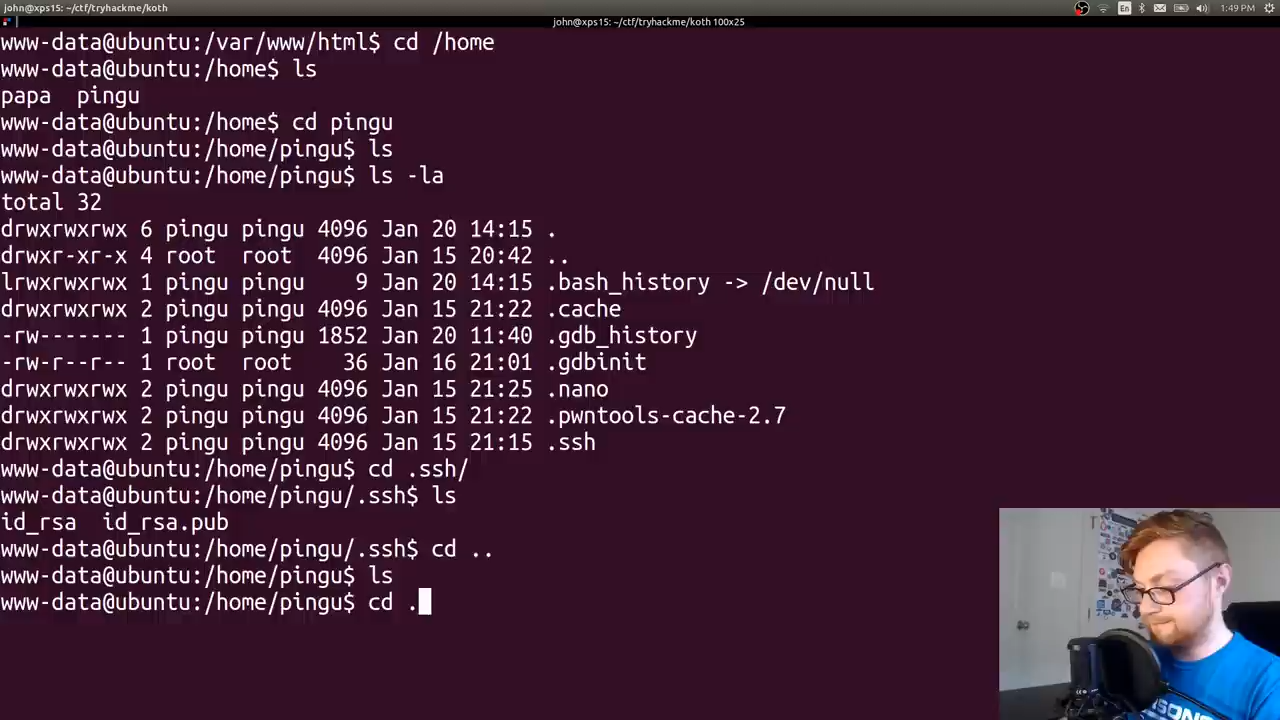 john@xps15: ~/ctf/tryhackme/koth
En
1:49 PM
john@xps15: ~/ctf/tryhackme/koth 100x25
www-data@ubuntu:/var/www/html$ cd /home
www-data@ubuntu:/home$ ls
papa  pingu
www-data@ubuntu:/home$ cd pingu
www-data@ubuntu:/home/pingu$ ls
www-data@ubuntu:/home/pingu$ ls -la
total 32
drwxrwxrwx 6 pingu pingu 4096 Jan 20 14:15 .
drwxr-xr-x 4 root  root  4096 Jan 15 20:42 ..
lrwxrwxrwx 1 pingu pingu    9 Jan 20 14:15 .bash_history -> /dev/null
drwxrwxrwx 2 pingu pingu 4096 Jan 15 21:22 .cache
-rw------- 1 pingu pingu 1852 Jan 20 11:40 .gdb_history
-rw-r--r-- 1 root  root    36 Jan 16 21:01 .gdbinit
drwxrwxrwx 2 pingu pingu 4096 Jan 15 21:25 .nano
drwxrwxrwx 2 pingu pingu 4096 Jan 15 21:22 .pwntools-cache-2.7
drwxrwxrwx 2 pingu pingu 4096 Jan 15 21:15 .ssh
www-data@ubuntu:/home/pingu$ cd .ssh/
www-data@ubuntu:/home/pingu/.ssh$ ls
id_rsa  id_rsa.pub
www-data@ubuntu:/home/pingu/.ssh$ cd ..
www-data@ubuntu:/home/pingu$ ls
www-data@ubuntu:/home/pingu$ cd .